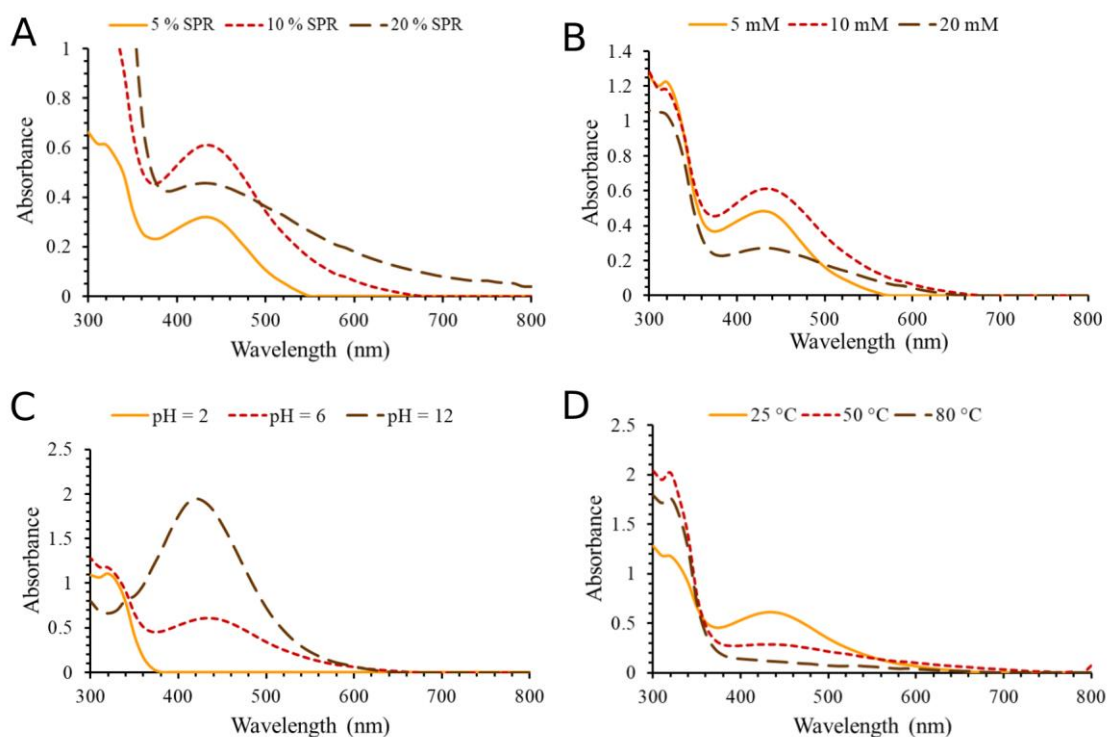 A
5 % SPR 10 % SPR 20 % SPR
Absorbance
1
0.8
0.6
0.4
0.2
0
300 400 500 600 700 800
Wavelength (nm)
B
5 mM 10 mM 20 mM
Absorbance
1.4
1.2
1
0.8
0.6
0.4
0.2
0
300 400 500 600 700 800
Wavelength (nm)
C
pH = 2 pH = 6 pH = 12
Absorbance
2.5
2
1.5
1
0.5
0
300 400 500 600 700 800
Wavelength (nm)
D
25 °C 50 °C 80 °C
Absorbance
2.5
2
1.5
1
0.5
0
300 400 500 600 700 800
Wavelength (nm)